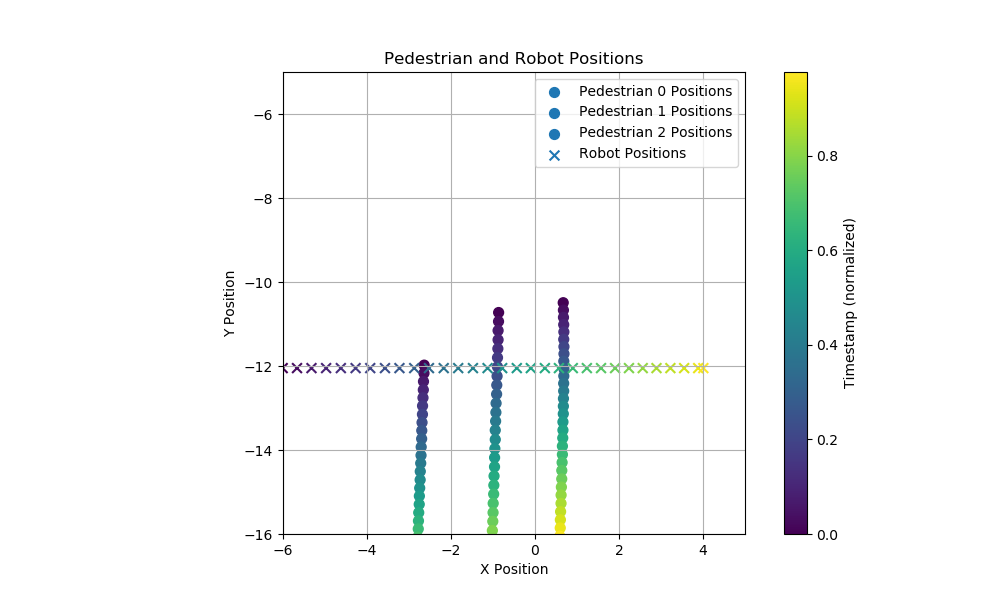 Pedestrian and Robot Positions
Pedestrian 0 Positions
Pedestrian 1 Positions
Pedestrian 2 Positions
Robot Positions
Y Position
−6
−8
−10
−12
−14
−16
−6
−4
−2
0
2
4
X Position
0.8
0.6
0.4
0.2
0.0
Timestamp (normalized)